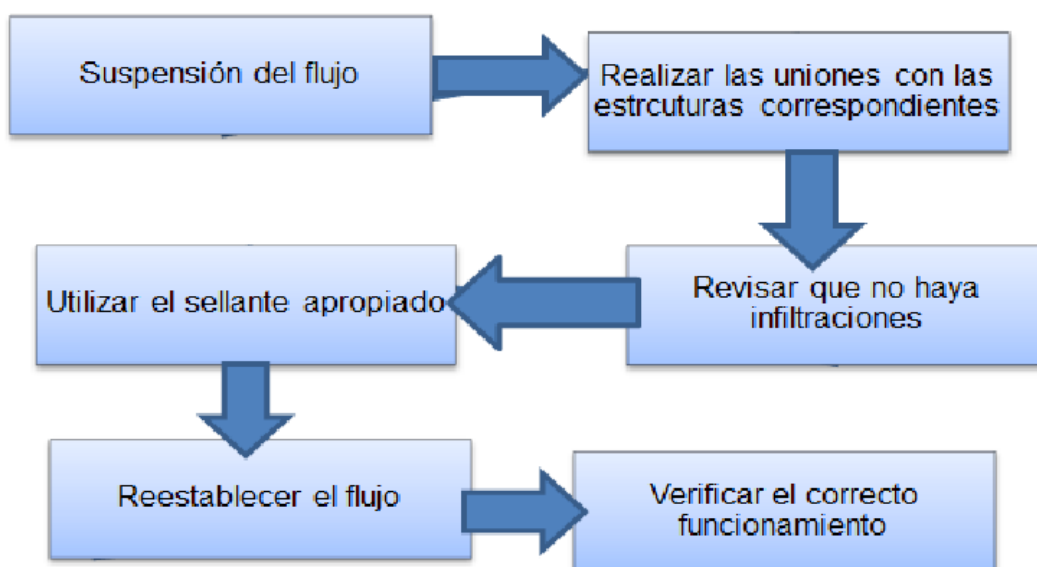 Suspensión del flujo
Realizar las uniones con las
estrcuturas correspondientes
Revisar que no haya
infiltraciones
Utilizar el sellante apropiado
Reestablecer el flujo
Verificar el correcto
funcionamiento